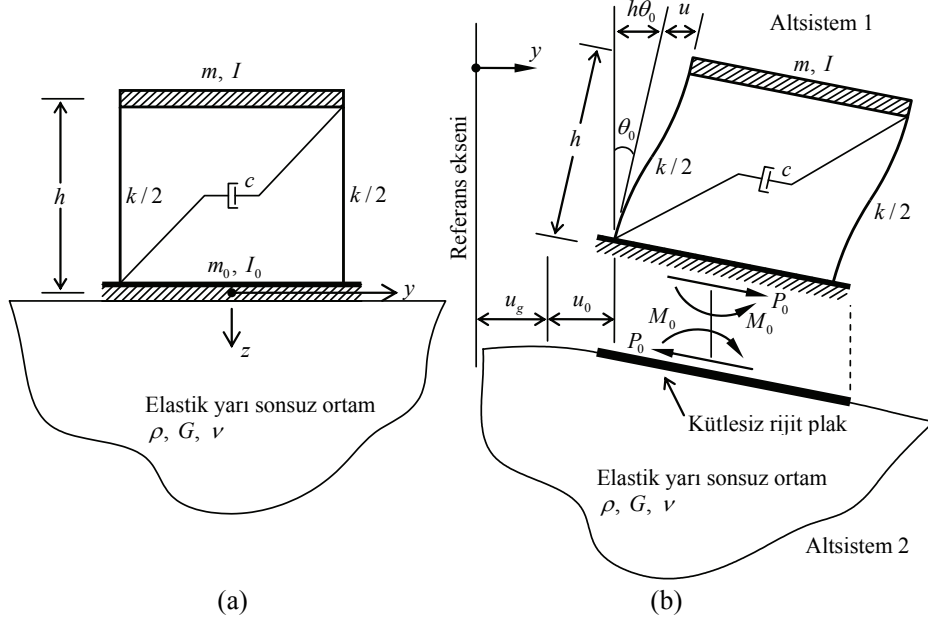 m, I
h
k / 2
c
k / 2
m₀, I₀
y
z
Elastik yarı sonsuz ortam
ρ, G, ν
(a)
hθ₀
u
Altsistem 1
y
m, I
Referans ekseni
h
θ₀
k / 2
c
k / 2
u_g
u₀
P₀
M₀
M₀
P₀
Kütlesiz rijit plak
Elastik yarı sonsuz ortam
ρ, G, ν
Altsistem 2
(b)